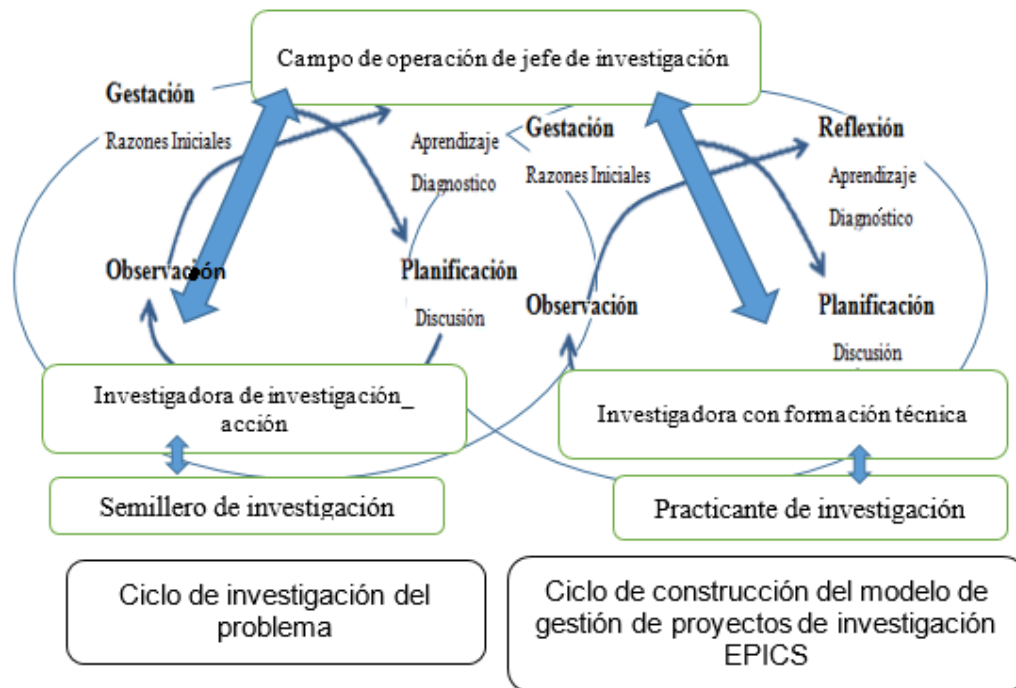 Campo de operación de jefe de investigación
Gestación
Razones Iniciales
Aprendizaje
Diagnostico
Observación
Planificación
Discusión
Gestación
Razones Iniciales
Reflexión
Aprendizaje
Diagnóstico
Observación
Planificación
Discusión
Investigadora de investigación_
acción
Investigadora con formación técnica
Semillero de investigación
Practicante de investigación
Ciclo de investigación del
problema
Ciclo de construcción del modelo de
gestión de proyectos de investigación
EPICS